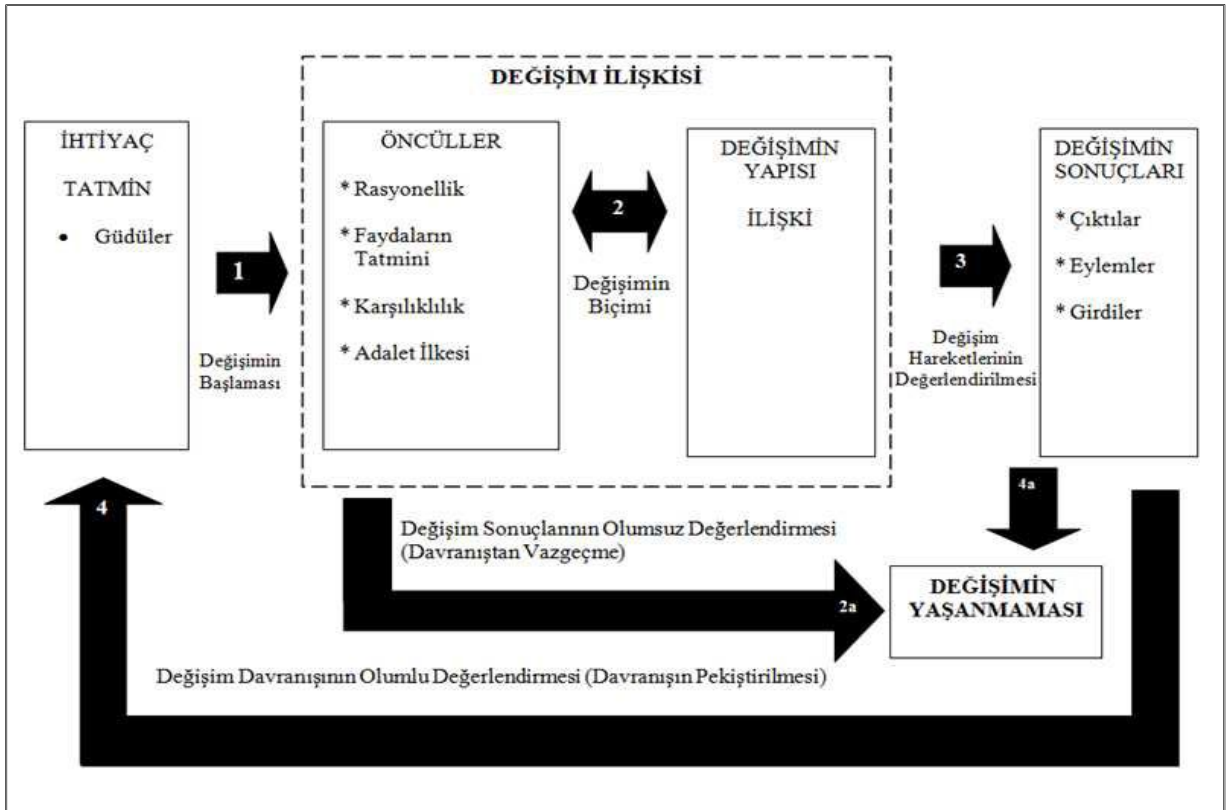 DEĞİŞİM İLİŞKİSİ
İHTİYAÇ
TATMİN
• Güdüler
1
Değişimin
Başlaması
ÖNCÜLLER
* Rasyonellik
* Faydaların
Tatmini
* Karşılıklılık
* Adalet İlkesi
2
Değişimin
Biçimi
DEĞİŞİMİN
YAPISI
İLİŞKİ
3
Değişim
Hareketlerinin
Değerlendirilmesi
DEĞİŞİMİN
SONUÇLARI
* Çıktılar
* Eylemler
* Girdiler
4
4a
Değişim Sonuçlarının Olumsuz Değerlendirmesi
(Davranıştan Vazgeçme)
2a
DEĞİŞİMİN
YAŞANMAMASI
Değişim Davranışının Olumlu Değerlendirmesi (Davranışın Pekiştirilmesi)